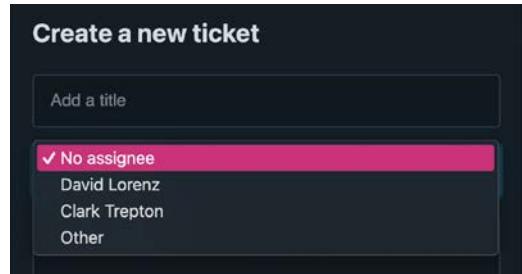 Create a new ticket
Add a title
✓ No assignee
David Lorenz
Clark Trepton
Other